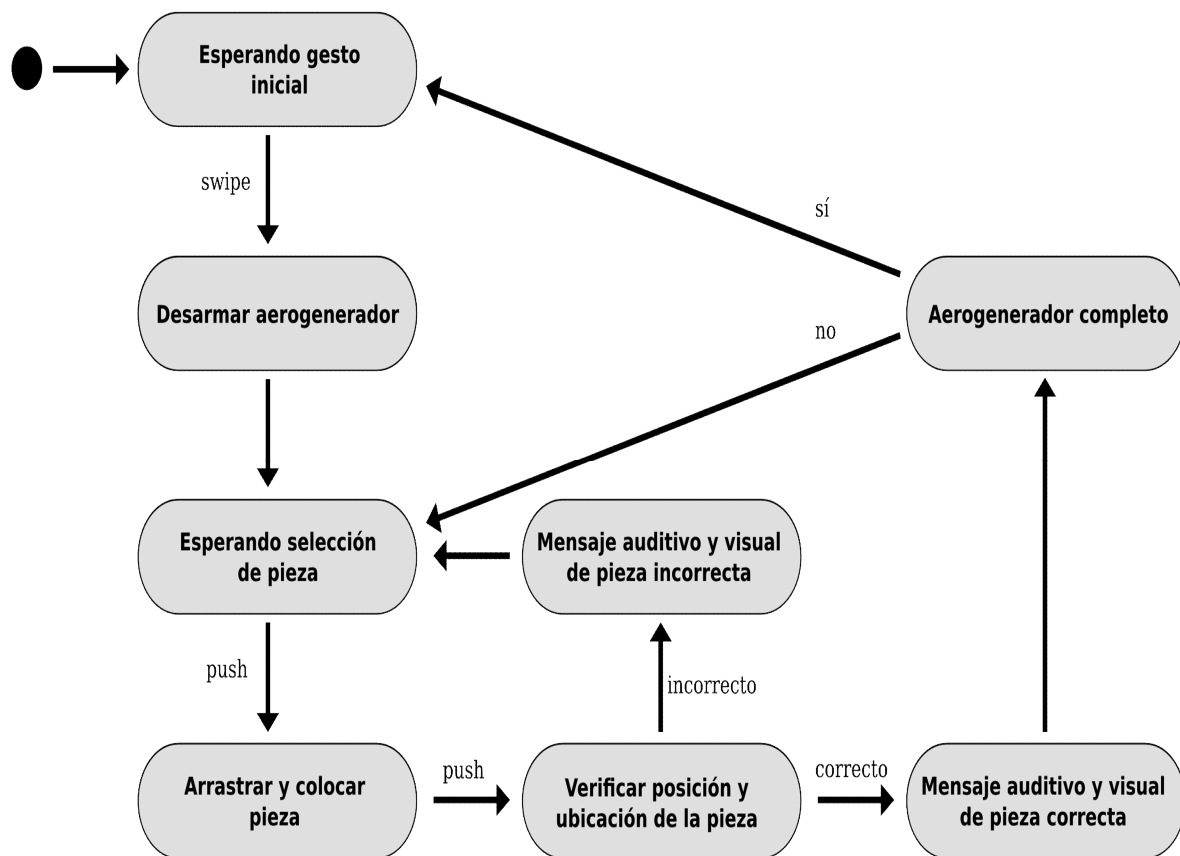 Esperando gesto
inicial
swipe
sí
Desarmar aerogenerador
Aerogenerador completo
no
Esperando selección
de pieza
Mensaje auditivo y visual
de pieza incorrecta
push
incorrecto
Arrastrar y colocar
pieza
push
Verificar posición y
ubicación de la pieza
correcto
Mensaje auditivo y visual
de pieza correcta